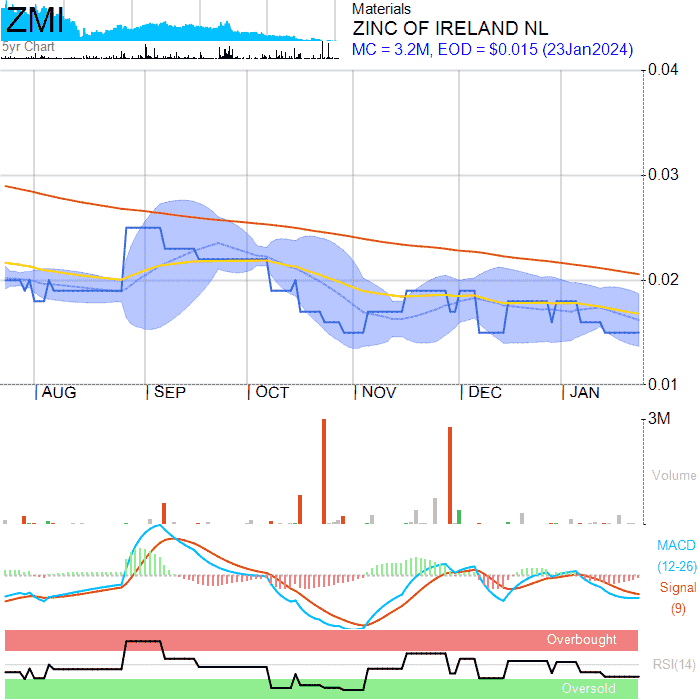 ZMI
5yr Chart
Materials
ZINC OF IRELAND NL
MC = 3.2M, EOD = $0.015 (23Jan2024)
0.04
0.03
0.02
0.01
AUG SEP OCT NOV DEC JAN
3M
Volume
MACD
(12-26)
Signal
(9)
Overbought
RSI(14)
Oversold